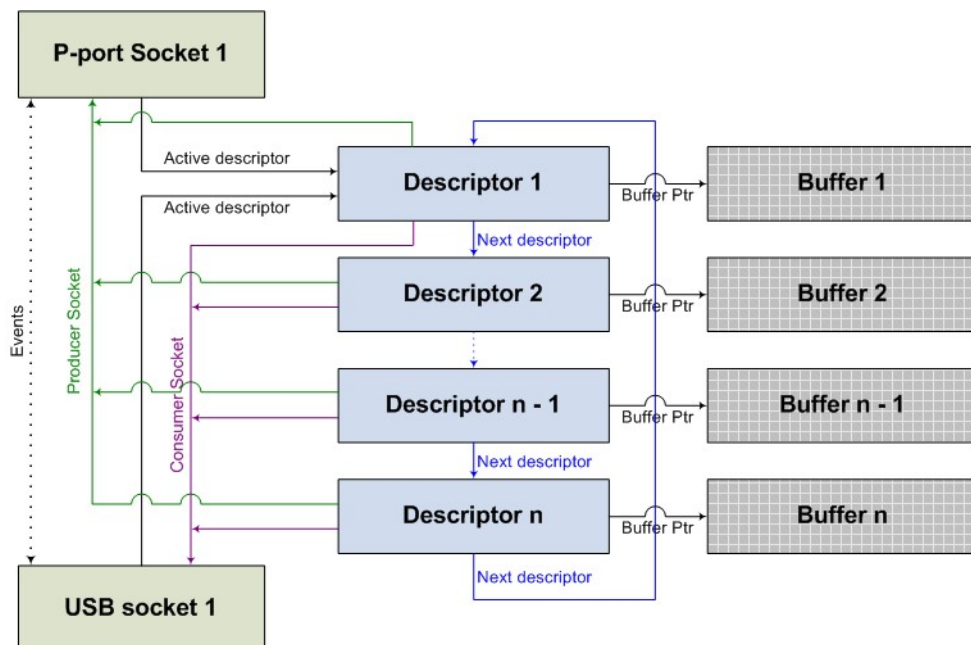 P-port Socket 1
Active descriptor
Descriptor 1
Buffer Ptr
Buffer 1
Active descriptor
Next descriptor
Descriptor 2
Buffer Ptr
Buffer 2
Events
Producer Socket
Consumer Socket
Descriptor n - 1
Buffer Ptr
Buffer n - 1
Next descriptor
Descriptor n
Buffer Ptr
Buffer n
Next descriptor
USB socket 1